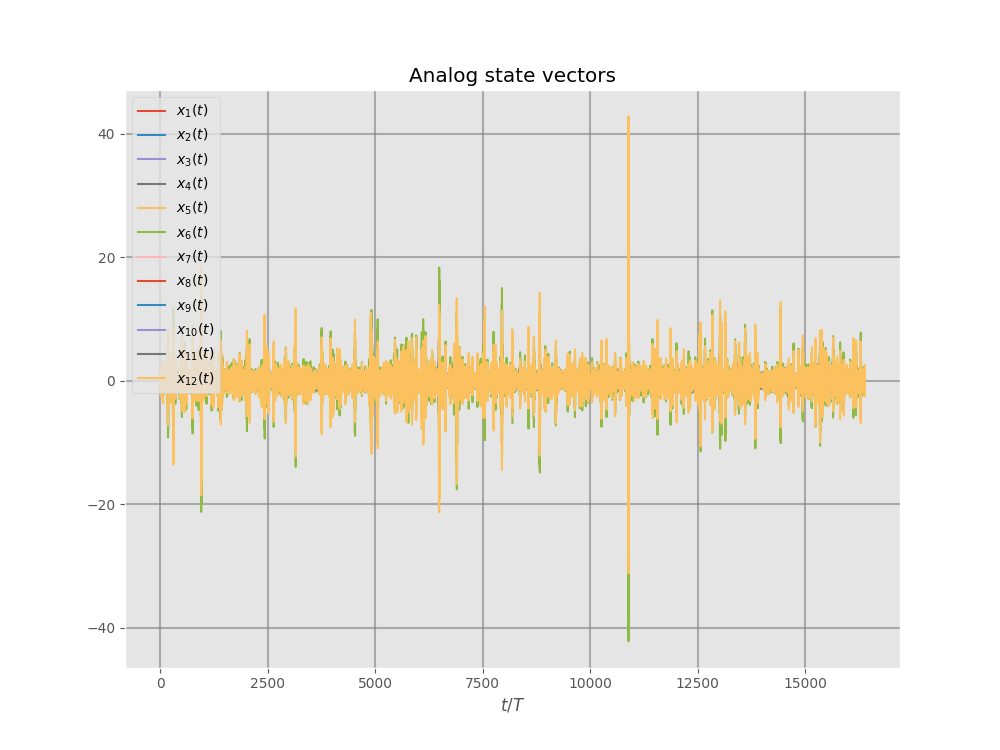 Analog state vectors
x₁(t)
x₂(t)
x₃(t)
x₄(t)
x₅(t)
x₆(t)
x₇(t)
x₈(t)
x₉(t)
x₁₀(t)
x₁₁(t)
x₁₂(t)
40
20
0
−20
−40
0 2500 5000 7500 10000 12500 15000
t/T